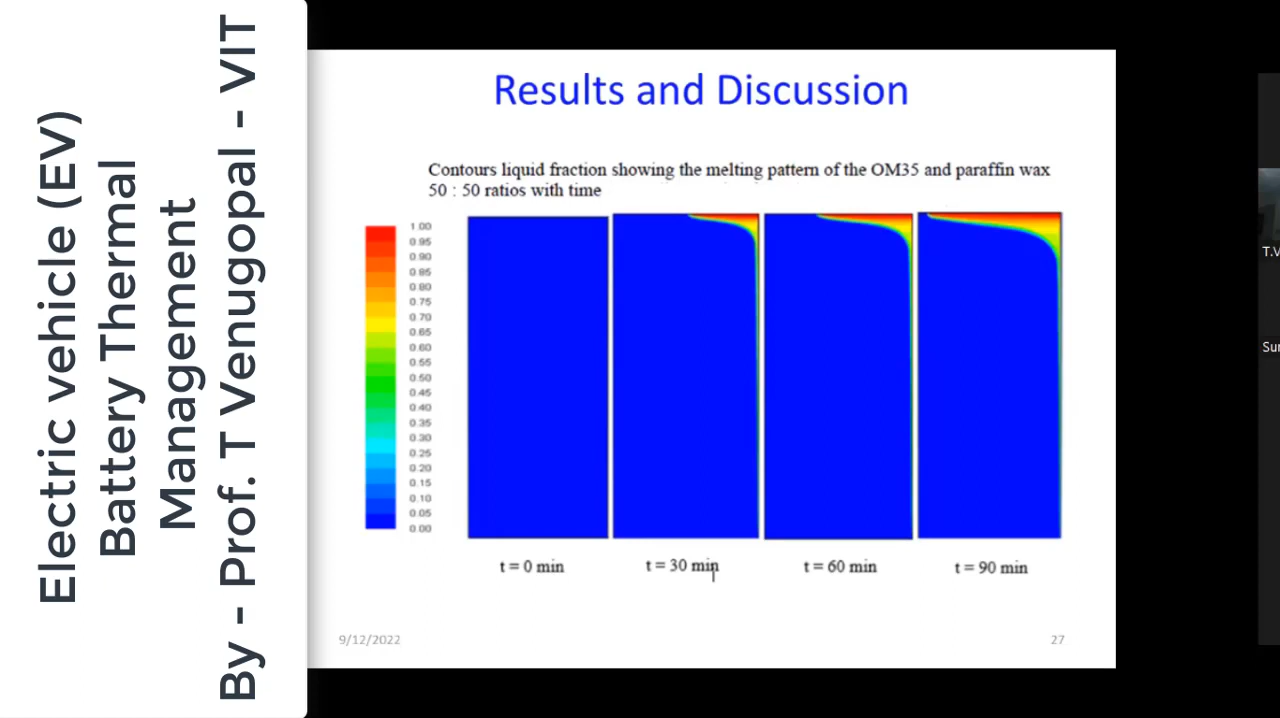 Electric vehicle (EV)
Battery Thermal
Management
By - Prof. T Venugopal - VIT
Results and Discussion
Contours liquid fraction showing the melting pattern of the OM35 and paraffin wax
50 : 50 ratios with time
1.00
0.95
0.90
0.85
0.80
0.75
0.70
0.65
0.60
0.55
0.50
0.45
0.40
0.35
0.30
0.25
0.20
0.15
0.10
0.05
0.00
t = 0 min
t = 30 min
t = 60 min
t = 90 min
9/12/2022
27
T.V
Sur